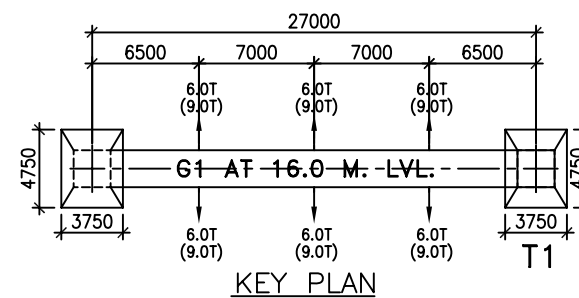 27000
6500 7000 7000 6500
6.0T 6.0T 6.0T
(9.0T) (9.0T) (9.0T)
4750 G1 AT 16.0 M. LVL. 4750
3750 3750
6.0T 6.0T 6.0T
(9.0T) (9.0T) (9.0T)
T1
KEY PLAN